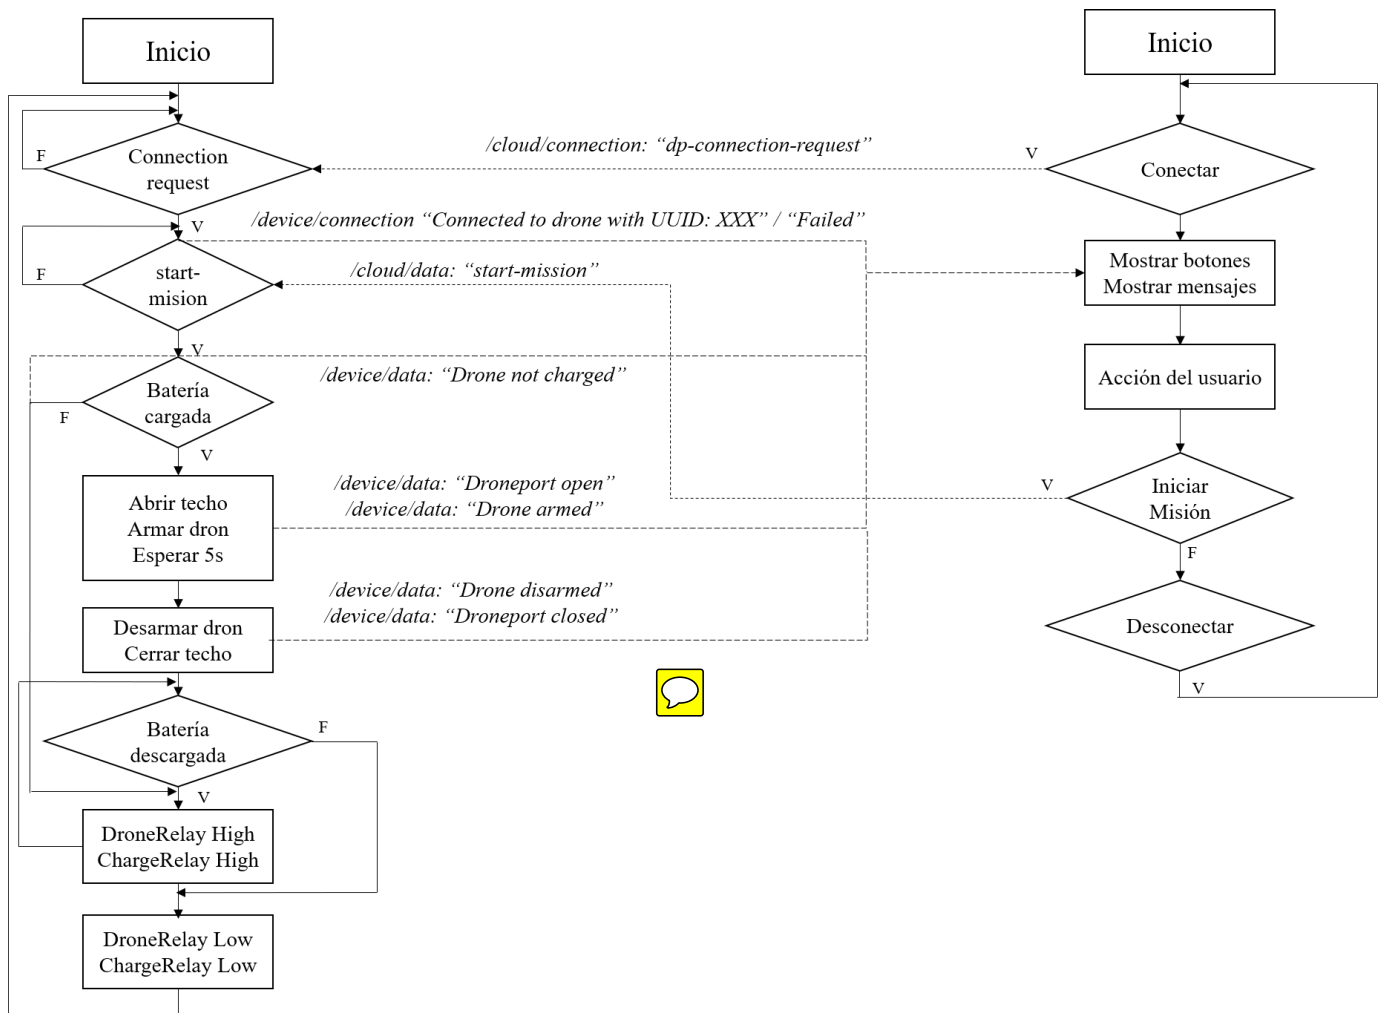 Inicio
Inicio
/cloud/connection: “dp-connection-request”
V
F
Connection
request
Conectar
V
/device/connection “Connected to drone with UUID: XXX” / “Failed”
F
start-
mision
/cloud/data: “start-mission”
Mostrar botones
Mostrar mensajes
V
/device/data: “Drone not charged”
Batería
cargada
F
Acción del usuario
V
/device/data: “Droneport open”
/device/data: “Drone armed”
V
Iniciar
Misión
Abrir techo
Armar dron
Esperar 5s
F
/device/data: “Drone disarmed”
/device/data: “Droneport closed”
Desarmar dron
Cerrar techo
Desconectar
V
Batería
descargada
F
V
DroneRelay High
ChargeRelay High
DroneRelay Low
ChargeRelay Low